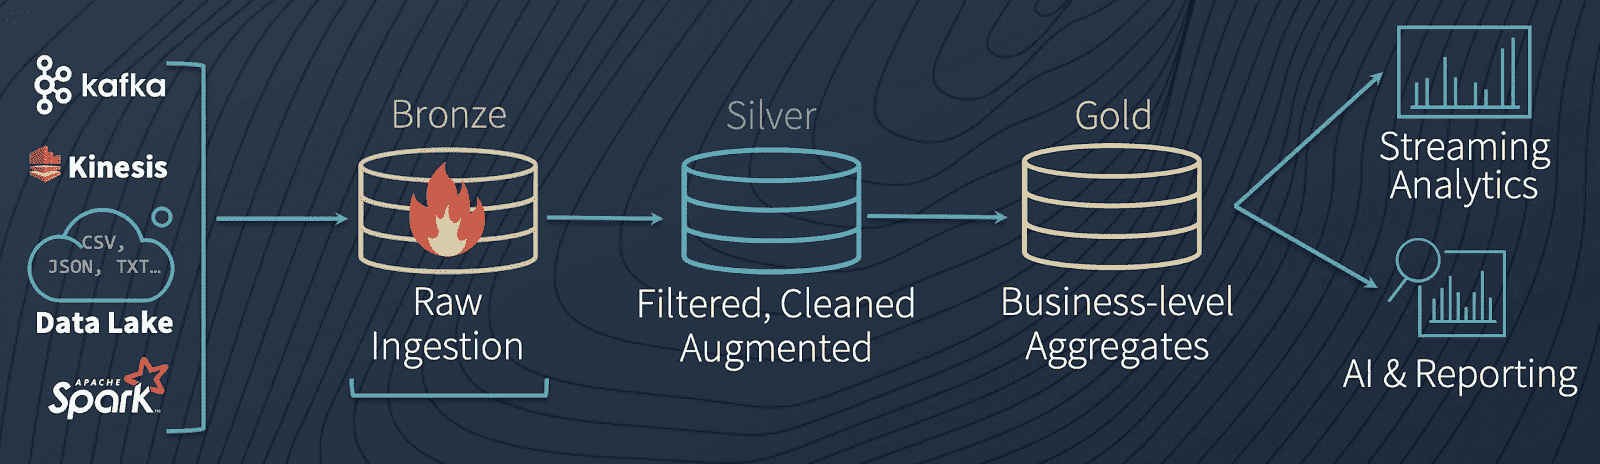 kafka
Kinesis
CSV,
JSON, TXT...
Data Lake
APACHE
Spark™
Bronze
Raw
Ingestion
Silver
Filtered, Cleaned
Augmented
Gold
Business-level
Aggregates
Streaming
Analytics
AI & Reporting